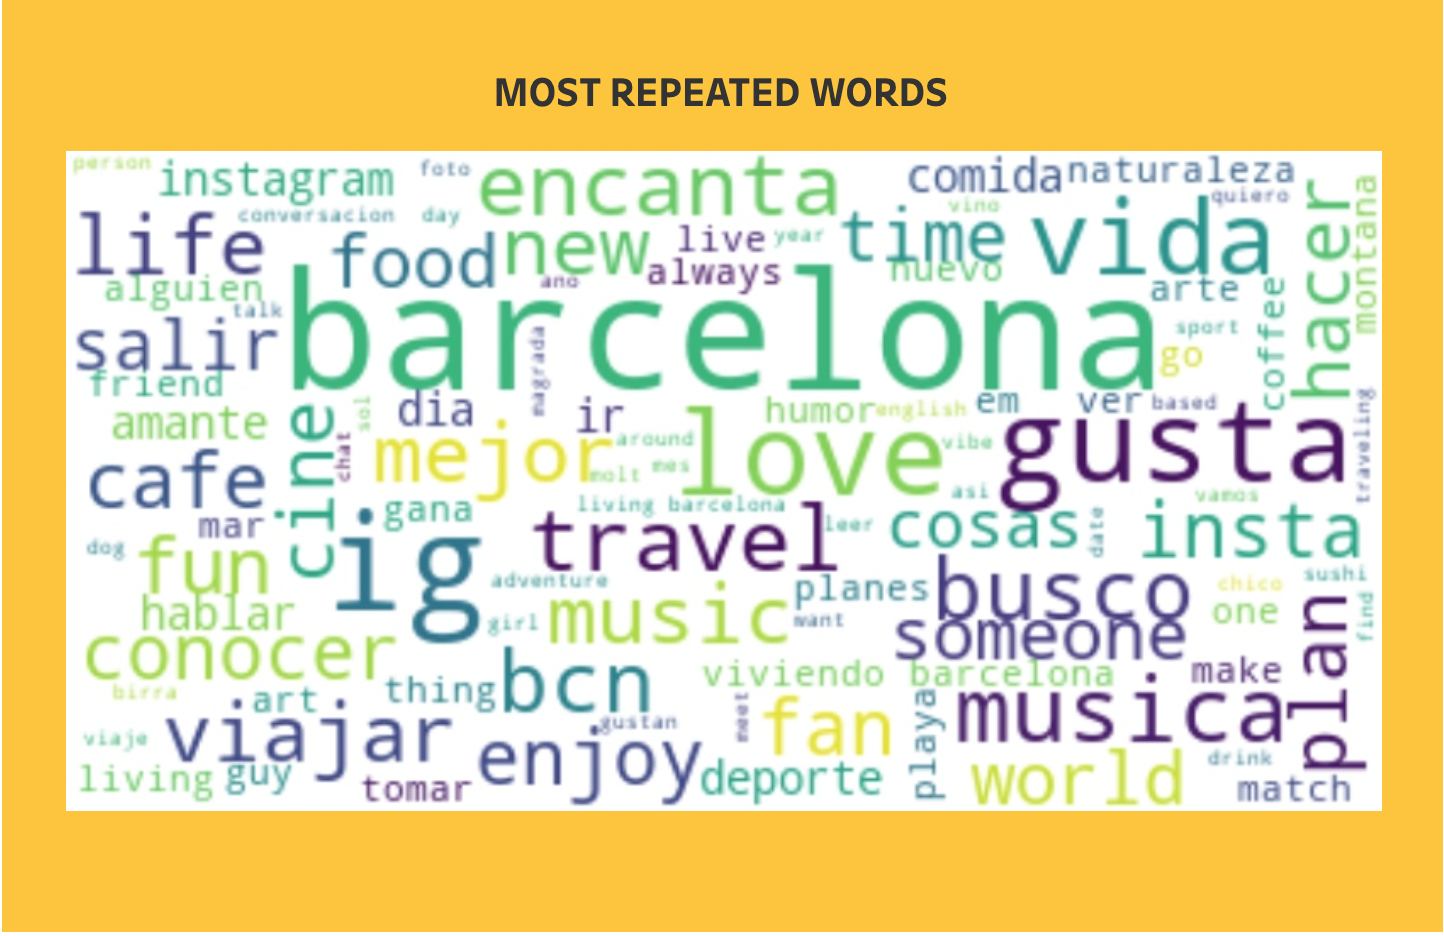 MOST REPEATED WORDS
person
instagram
foto
encanta
comida
naturaleza
quiero
vino
montana
hacer
life
conversacion
day
food
new
live
year
time
vida
always
nuevo
ano
alguien
talk
barcelona
arte
coffee
sport
go
salir
friend
magrada
amante
cine
sol
chat
dia
ir
humor
english
em
ver
based
traveling
mejor
around
molt
mes
love
vibe
gusta
cafe
mar
gana
living barcelona
leer
asi
cosas
date
vamos
insta
dog
fun
ig
travel
adventure
planes
busco
chico
sushi
find
hablar
girl
music
want
someone
one
plan
conocer
birra
art
thing
bcn
viviendo barcelona
make
viaje
viajar
gustan
meet
fan
playa
musica
living
guy
tomar
enjoy
deporte
world
drink
match